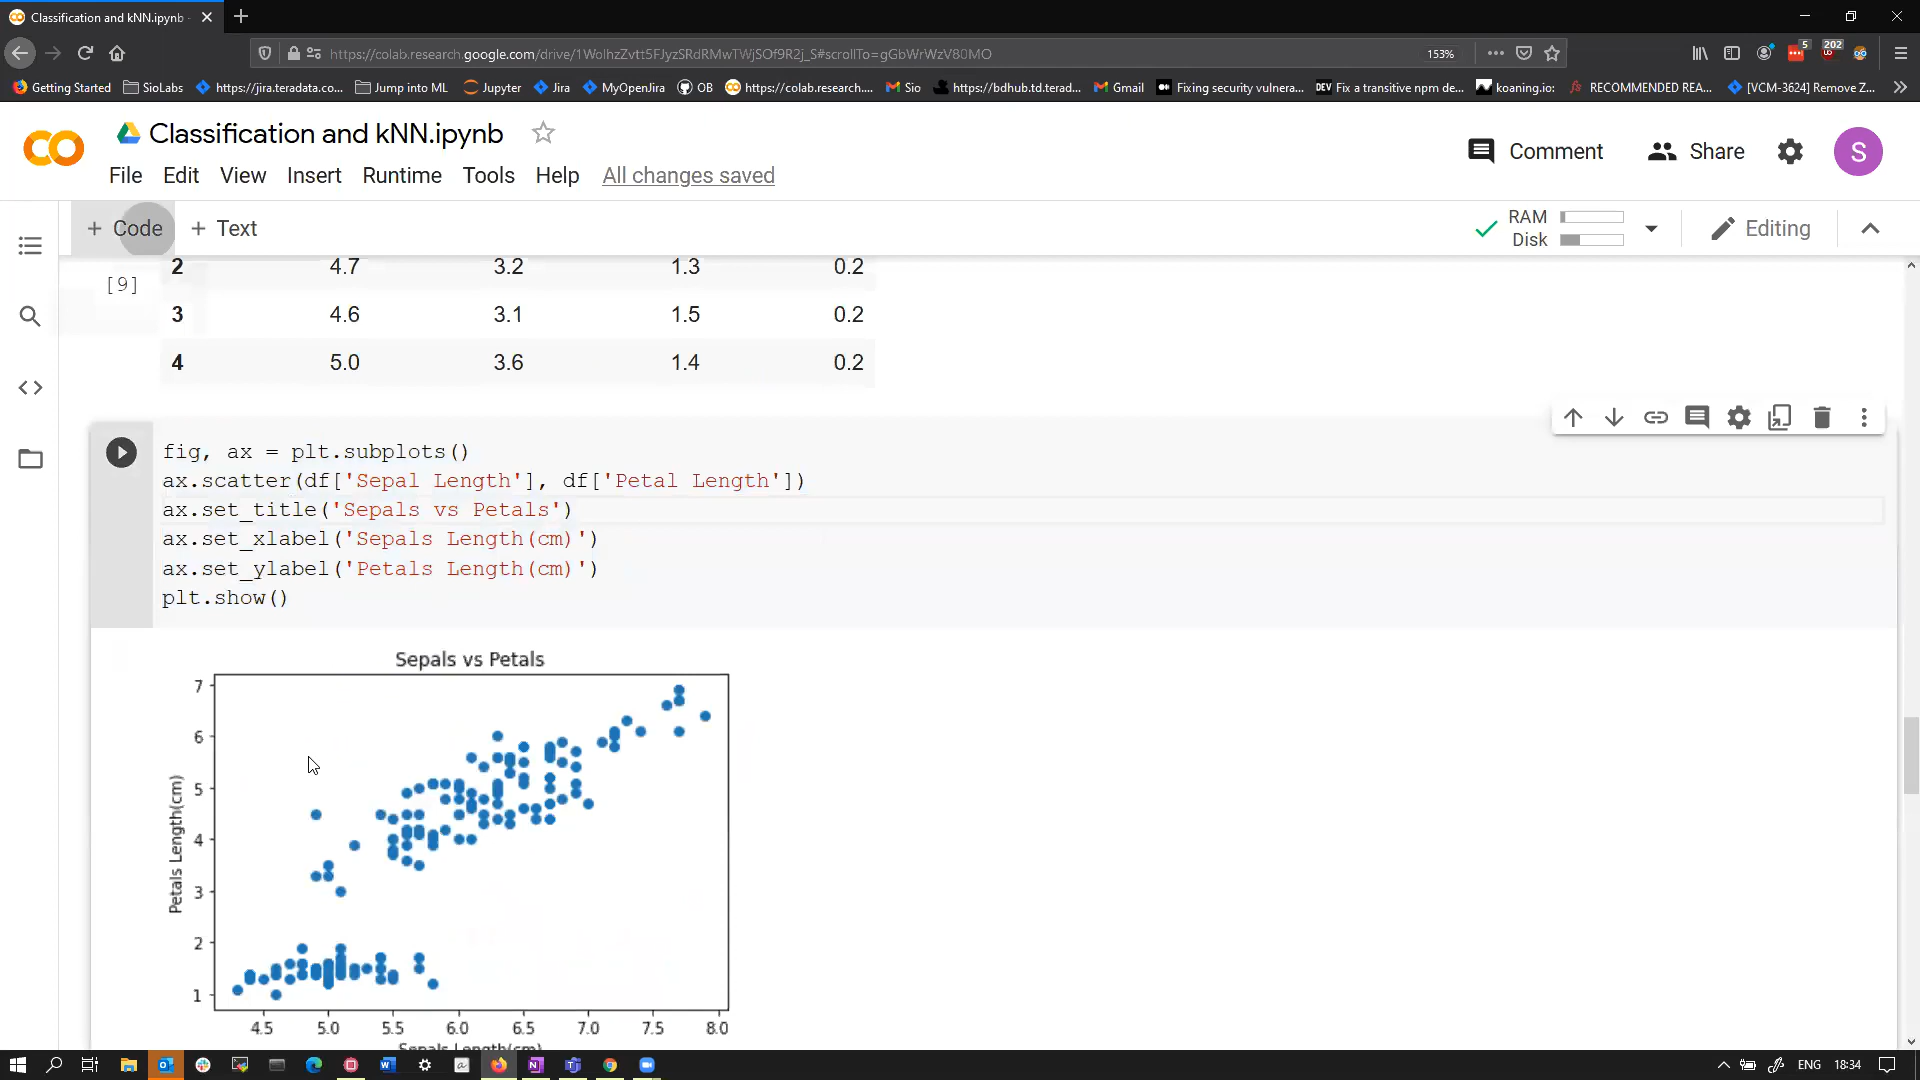 Classification and kNN.ipynb -
https://colab.research.google.com/drive/1WolhzZvtt5FJyzSRdRMwTWjSOf9R2j_S#scrollTo=gGbWrWzV80MO
153%
5
202
Getting Started
SioLabs
https://jira.teradata.co...
Jump into ML
Jupyter
Jira
MyOpenJira
OB
https://colab.research....
Sio
https://bdhub.td.terad...
Gmail
Fixing security vulnera...
DEV Fix a transitive npm de...
koaning.io:
RECOMMENDED REA...
[VCM-3624] Remove Z...
Classification and kNN.ipynb
File Edit View Insert Runtime Tools Help All changes saved
Comment
Share
S
+ Code + Text
RAM
Disk
Editing
[9]
2 4.7 3.2 1.3 0.2
3 4.6 3.1 1.5 0.2
4 5.0 3.6 1.4 0.2
fig, ax = plt.subplots()
ax.scatter(df['Sepal Length'], df['Petal Length'])
ax.set_title('Sepals vs Petals')
ax.set_xlabel('Sepals Length(cm)')
ax.set_ylabel('Petals Length(cm)')
plt.show()
Sepals vs Petals
Petals Length(cm)
7
6
5
4
3
2
1
4.5 5.0 5.5 6.0 6.5 7.0 7.5 8.0
Sepals Length(cm)
ENG
18:34